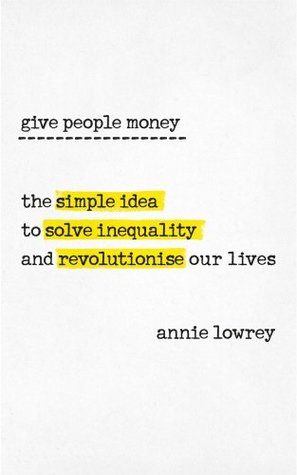 give people money
the simple idea
to solve inequality
and revolutionise our lives
annie lowrey